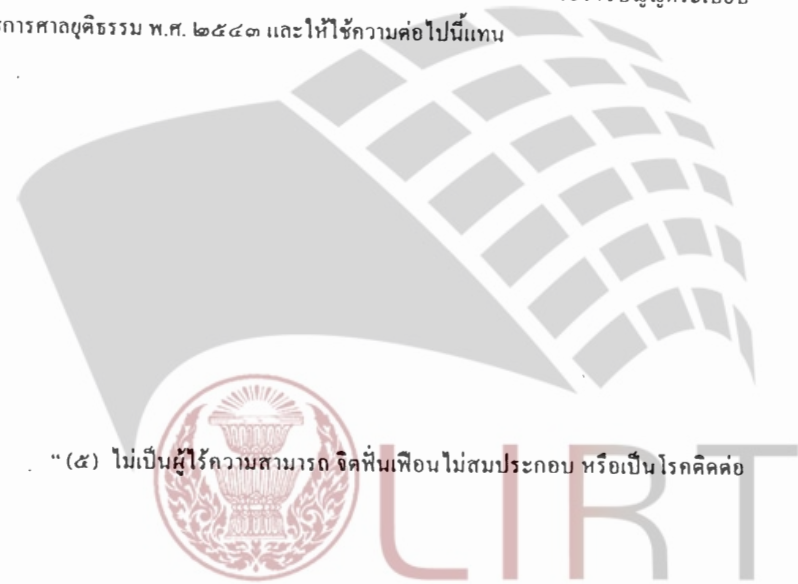 การศาลยุติธรรม พ.ศ. ๒๕๔๓ และให้ใช้ความต่อไปนี้แทน
“(๕) ไม่เป็นผู้ไร้ความสามารถ จิตฟั่นเฟือนไม่สมประกอบ หรือเป็นโรคติดต่อ
LIRT